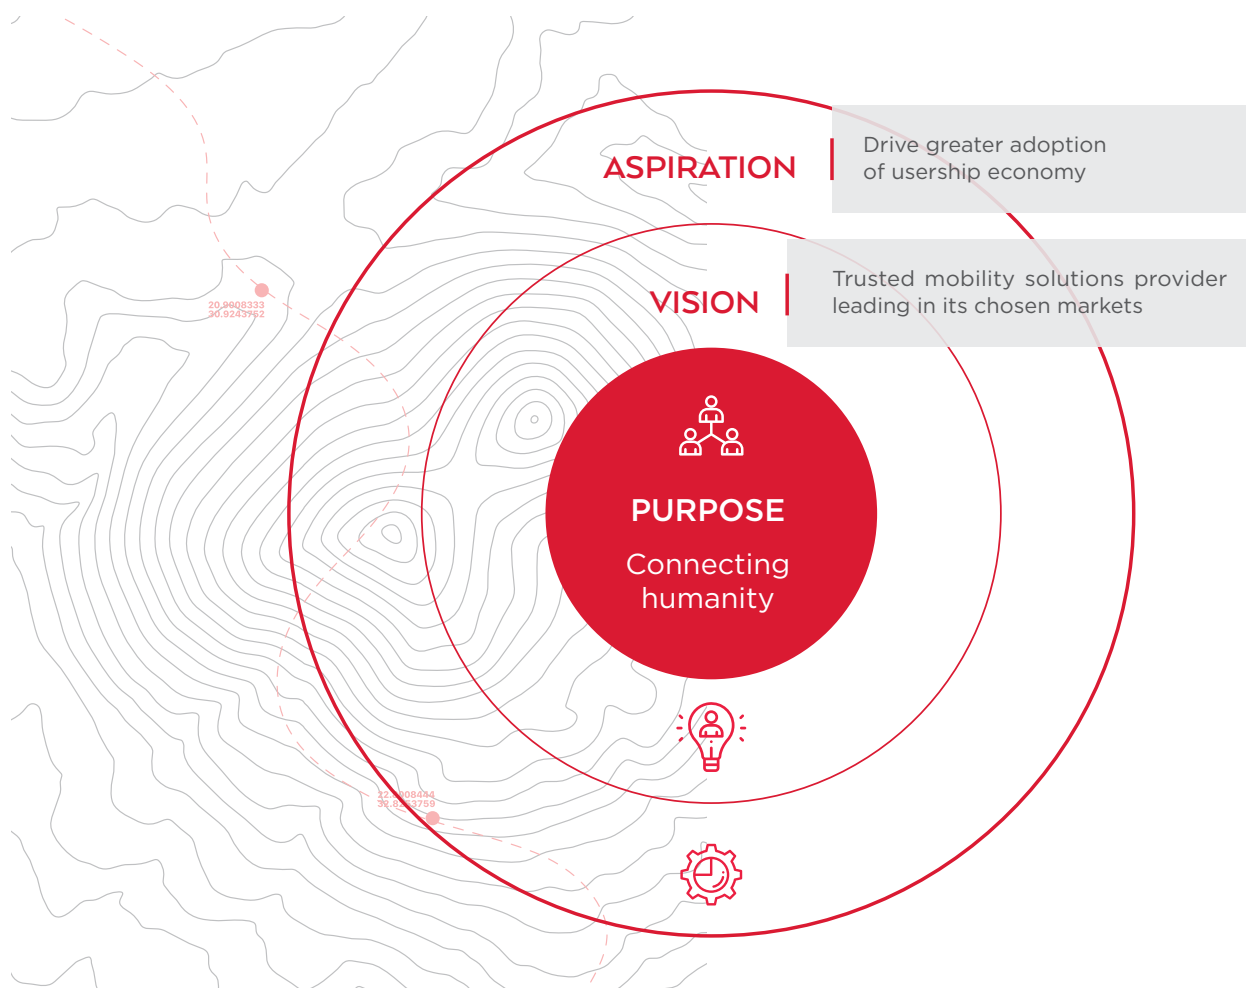 ASPIRATION
Drive greater adoption
of usership economy
VISION
Trusted mobility solutions provider
leading in its chosen markets
20.9008333
30.9243762
PURPOSE
Connecting
humanity